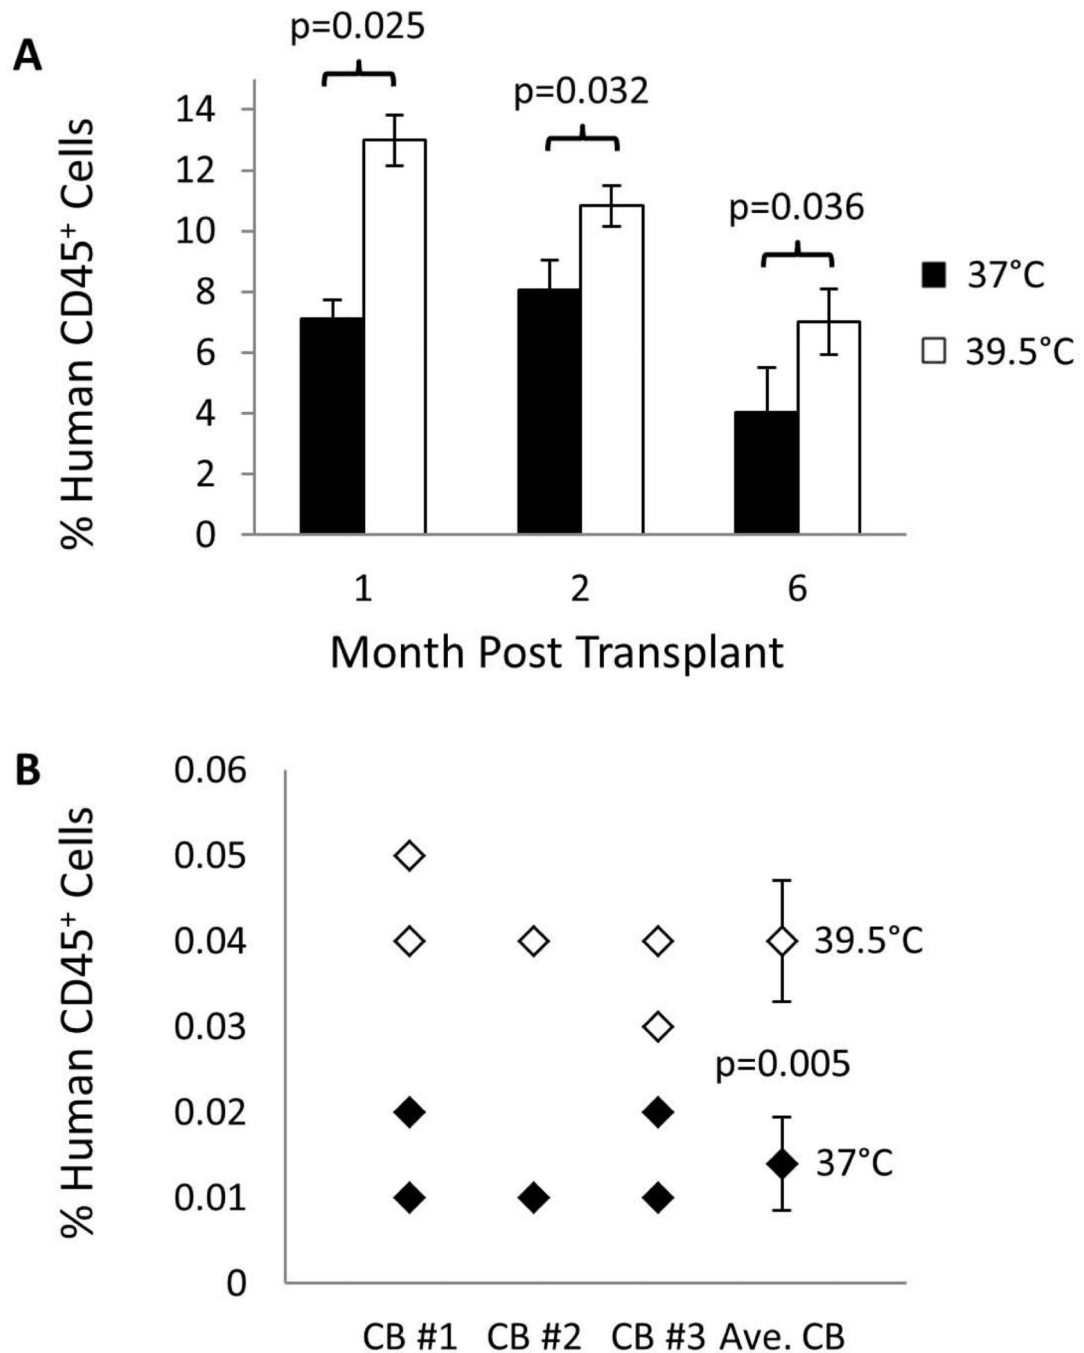 A
p=0.025
p=0.032
p=0.036
% Human CD45⁺ Cells
14
12
10
8
6
4
2
0
37°C
39.5°C
1 2 6
Month Post Transplant
B
% Human CD45⁺ Cells
0.06
0.05
0.04
0.03
0.02
0.01
0
39.5°C
p=0.005
37°C
CB #1 CB #2 CB #3 Ave. CB